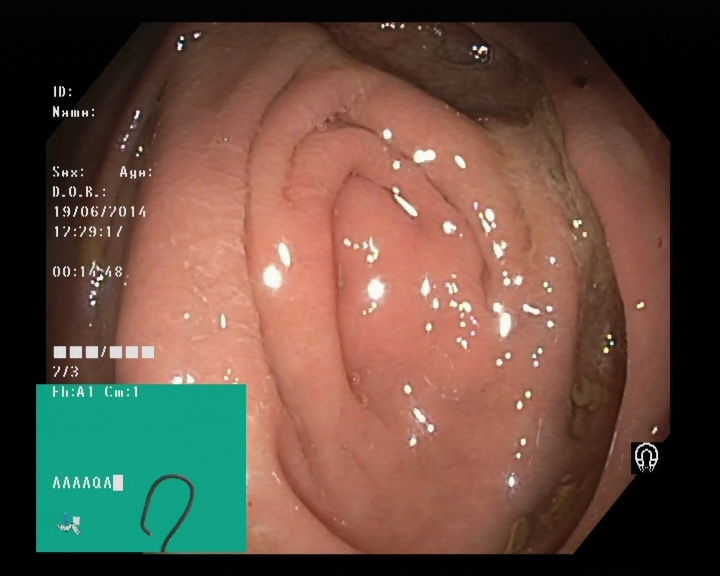 ID:
Name:
Sex: Age:
D.O.R.:
19/06/2014
12:29:17
00:14:48
■■■/■■■
2/3
Eh:A1 Cm:1
AAAAQA